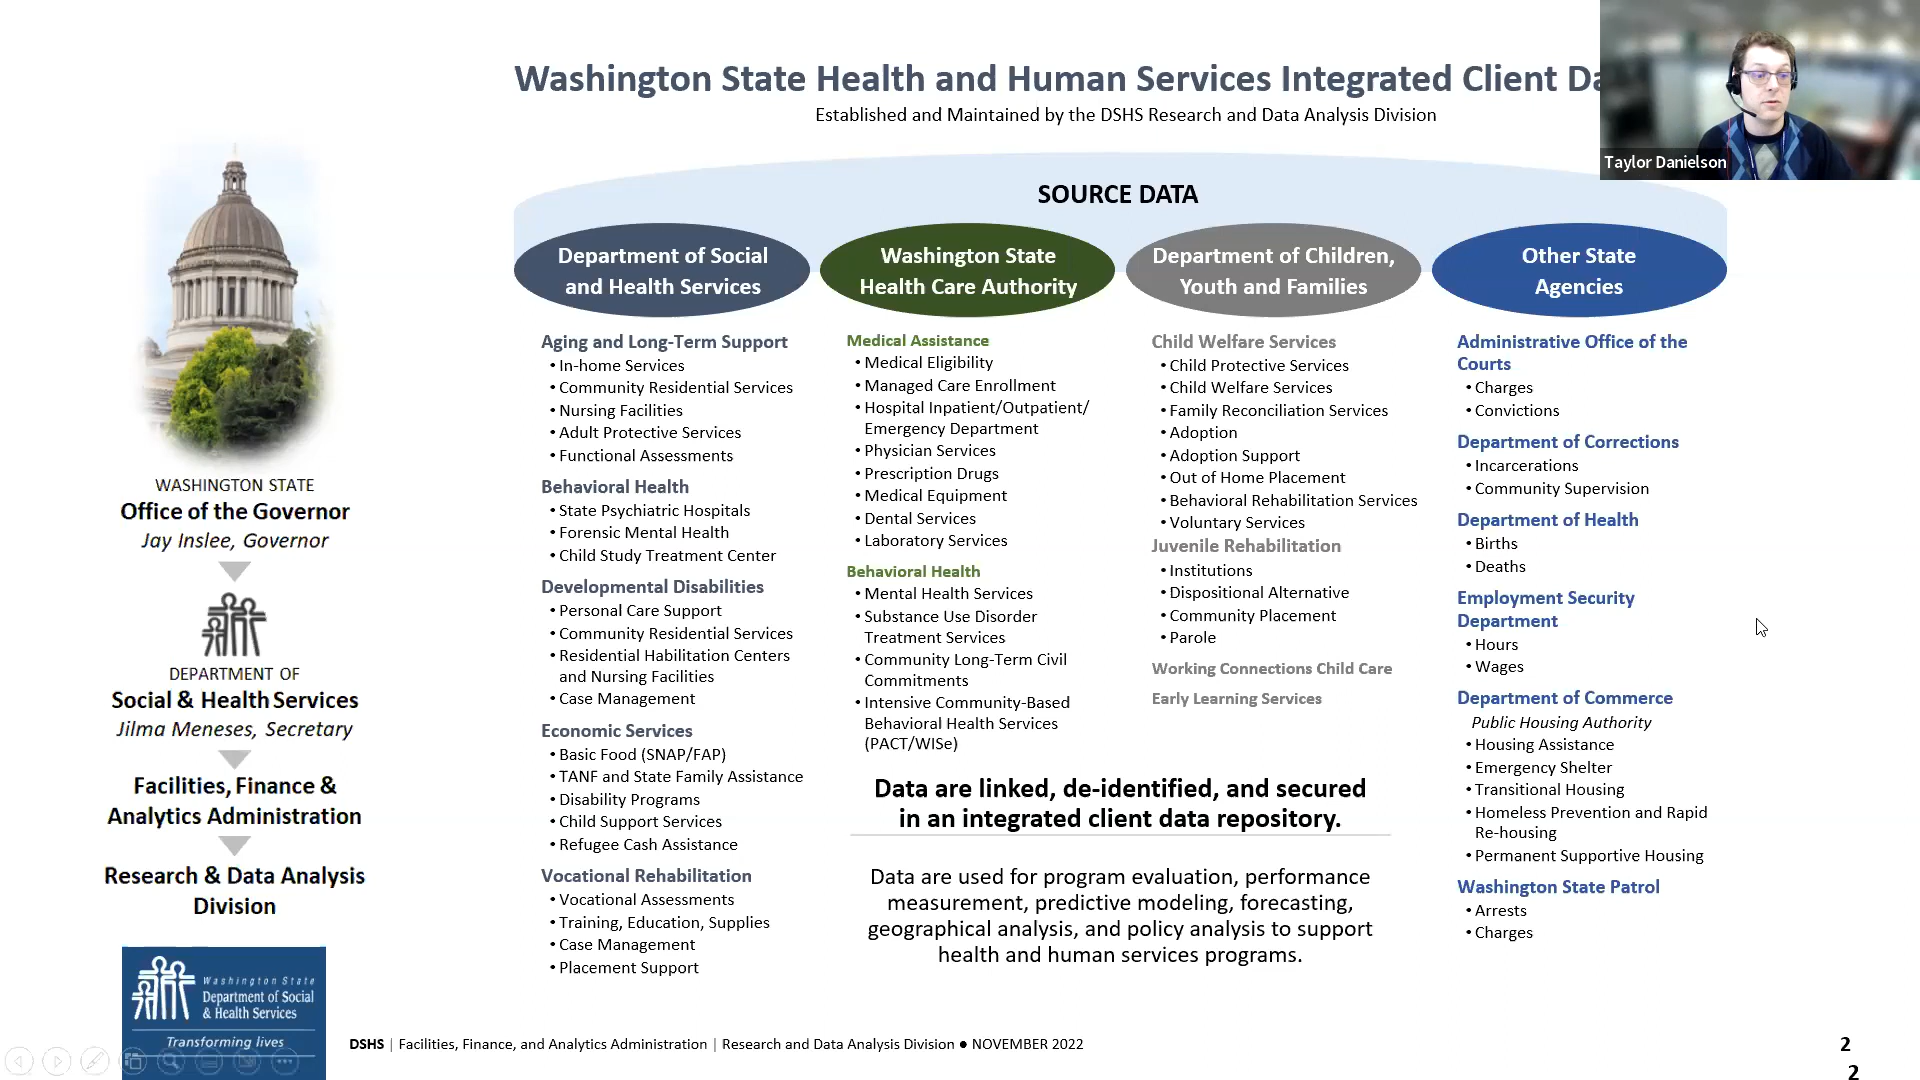 Washington State Health and Human Services Integrated Client Da
Established and Maintained by the DSHS Research and Data Analysis Division
Taylor Danielson
SOURCE DATA
Department of Social
and Health Services
Washington State
Health Care Authority
Department of Children,
Youth and Families
Other State
Agencies
WASHINGTON STATE
Office of the Governor
Jay Inslee, Governor
DEPARTMENT OF
Social & Health Services
Jilma Meneses, Secretary
Facilities, Finance &
Analytics Administration
Research & Data Analysis
Division
Washington State
Department of Social
& Health Services
Transforming lives
Aging and Long-Term Support
• In-home Services
• Community Residential Services
• Nursing Facilities
• Adult Protective Services
• Functional Assessments
Behavioral Health
• State Psychiatric Hospitals
• Forensic Mental Health
• Child Study Treatment Center
Developmental Disabilities
• Personal Care Support
• Community Residential Services
• Residential Habilitation Centers
and Nursing Facilities
• Case Management
Economic Services
• Basic Food (SNAP/FAP)
• TANF and State Family Assistance
• Disability Programs
• Child Support Services
• Refugee Cash Assistance
Vocational Rehabilitation
• Vocational Assessments
• Training, Education, Supplies
• Case Management
• Placement Support
Medical Assistance
• Medical Eligibility
• Managed Care Enrollment
• Hospital Inpatient/Outpatient/
Emergency Department
• Physician Services
• Prescription Drugs
• Medical Equipment
• Dental Services
• Laboratory Services
Behavioral Health
• Mental Health Services
• Substance Use Disorder
Treatment Services
• Community Long-Term Civil
Commitments
• Intensive Community-Based
Behavioral Health Services
(PACT/WISe)
Child Welfare Services
• Child Protective Services
• Child Welfare Services
• Family Reconciliation Services
• Adoption
• Adoption Support
• Out of Home Placement
• Behavioral Rehabilitation Services
• Voluntary Services
Juvenile Rehabilitation
• Institutions
• Dispositional Alternative
• Community Placement
• Parole
Working Connections Child Care
Early Learning Services
Administrative Office of the
Courts
• Charges
• Convictions
Department of Corrections
• Incarcerations
• Community Supervision
Department of Health
• Births
• Deaths
Employment Security
Department
• Hours
• Wages
Department of Commerce
Public Housing Authority
• Housing Assistance
• Emergency Shelter
• Transitional Housing
• Homeless Prevention and Rapid
Re-housing
• Permanent Supportive Housing
Washington State Patrol
• Arrests
• Charges
Data are linked, de-identified, and secured
in an integrated client data repository.
Data are used for program evaluation, performance
measurement, predictive modeling, forecasting,
geographical analysis, and policy analysis to support
health and human services programs.
DSHS | Facilities, Finance, and Analytics Administration | Research and Data Analysis Division ● NOVEMBER 2022
2
2